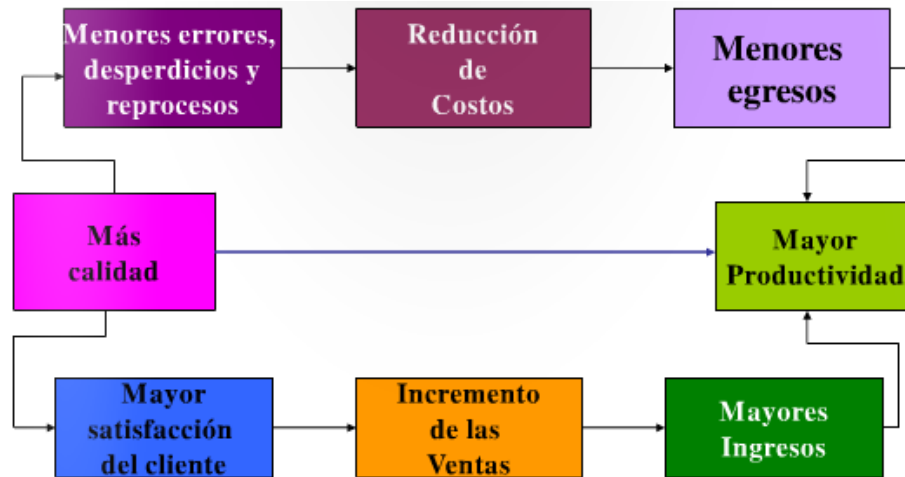 Menores errores,
desperdicios y
reprocesos
Reducción
de
Costos
Menores
egresos
Más
calidad
Mayor
Productividad
Mayor
satisfacción
del cliente
Incremento
de las
Ventas
Mayores
Ingresos